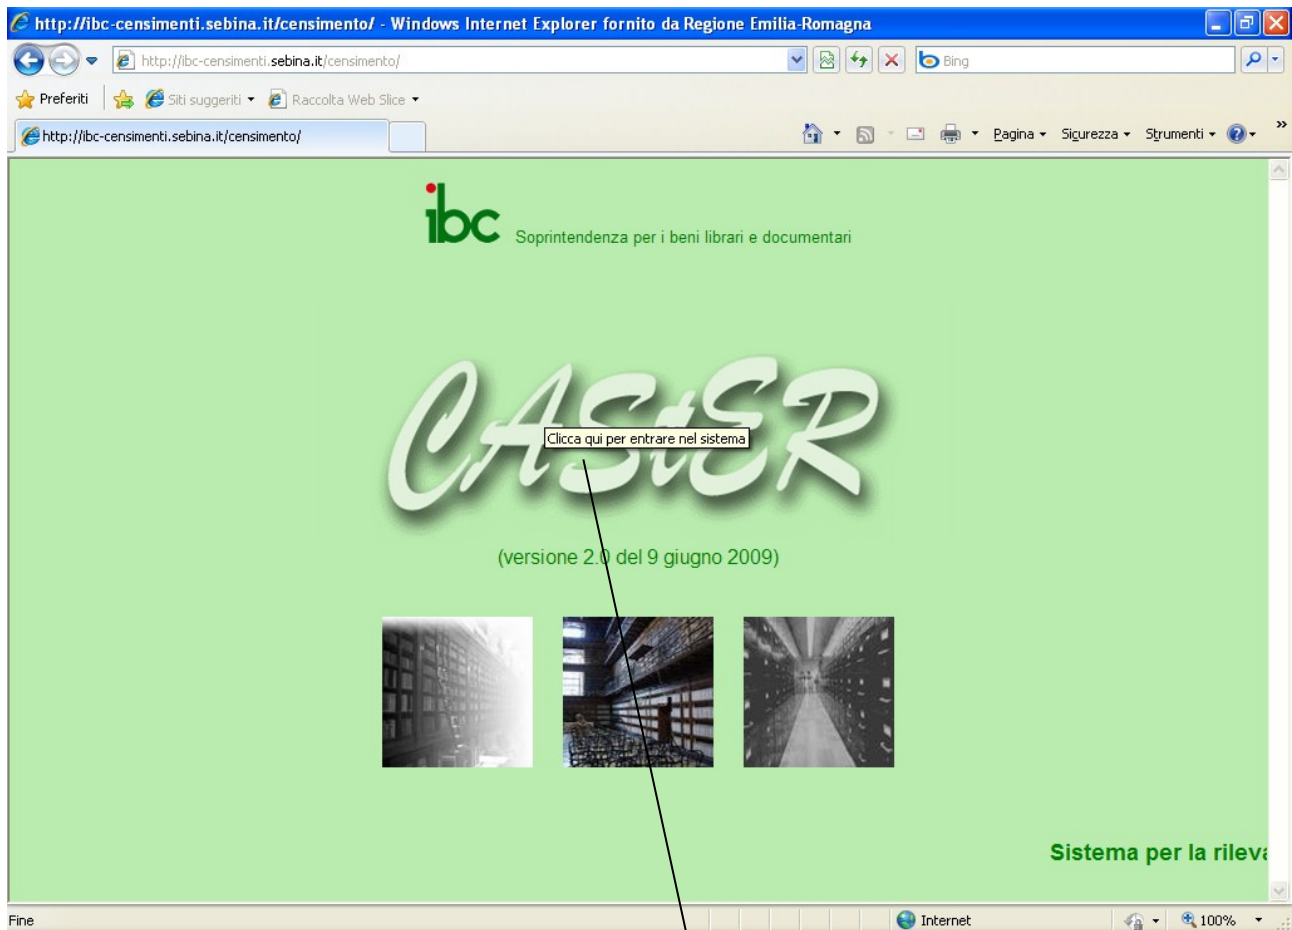 http://ibc-censimenti.sebina.it/censimento/ - Windows Internet Explorer fornito da Regione Emilia-Romagna
http://ibc-censimenti.sebina.it/censimento/
Bing
Preferiti
Siti suggeriti
Raccolta Web Slice
http://ibc-censimenti.sebina.it/censimento/
Pagina
Sicurezza
Strumenti
ibc
Soprintendenza per i beni librari e documentari
CAStER
Clicca qui per entrare nel sistema
(versione 2.0 del 9 giugno 2009)
Sistema per la rileva
Fine
Internet
100%